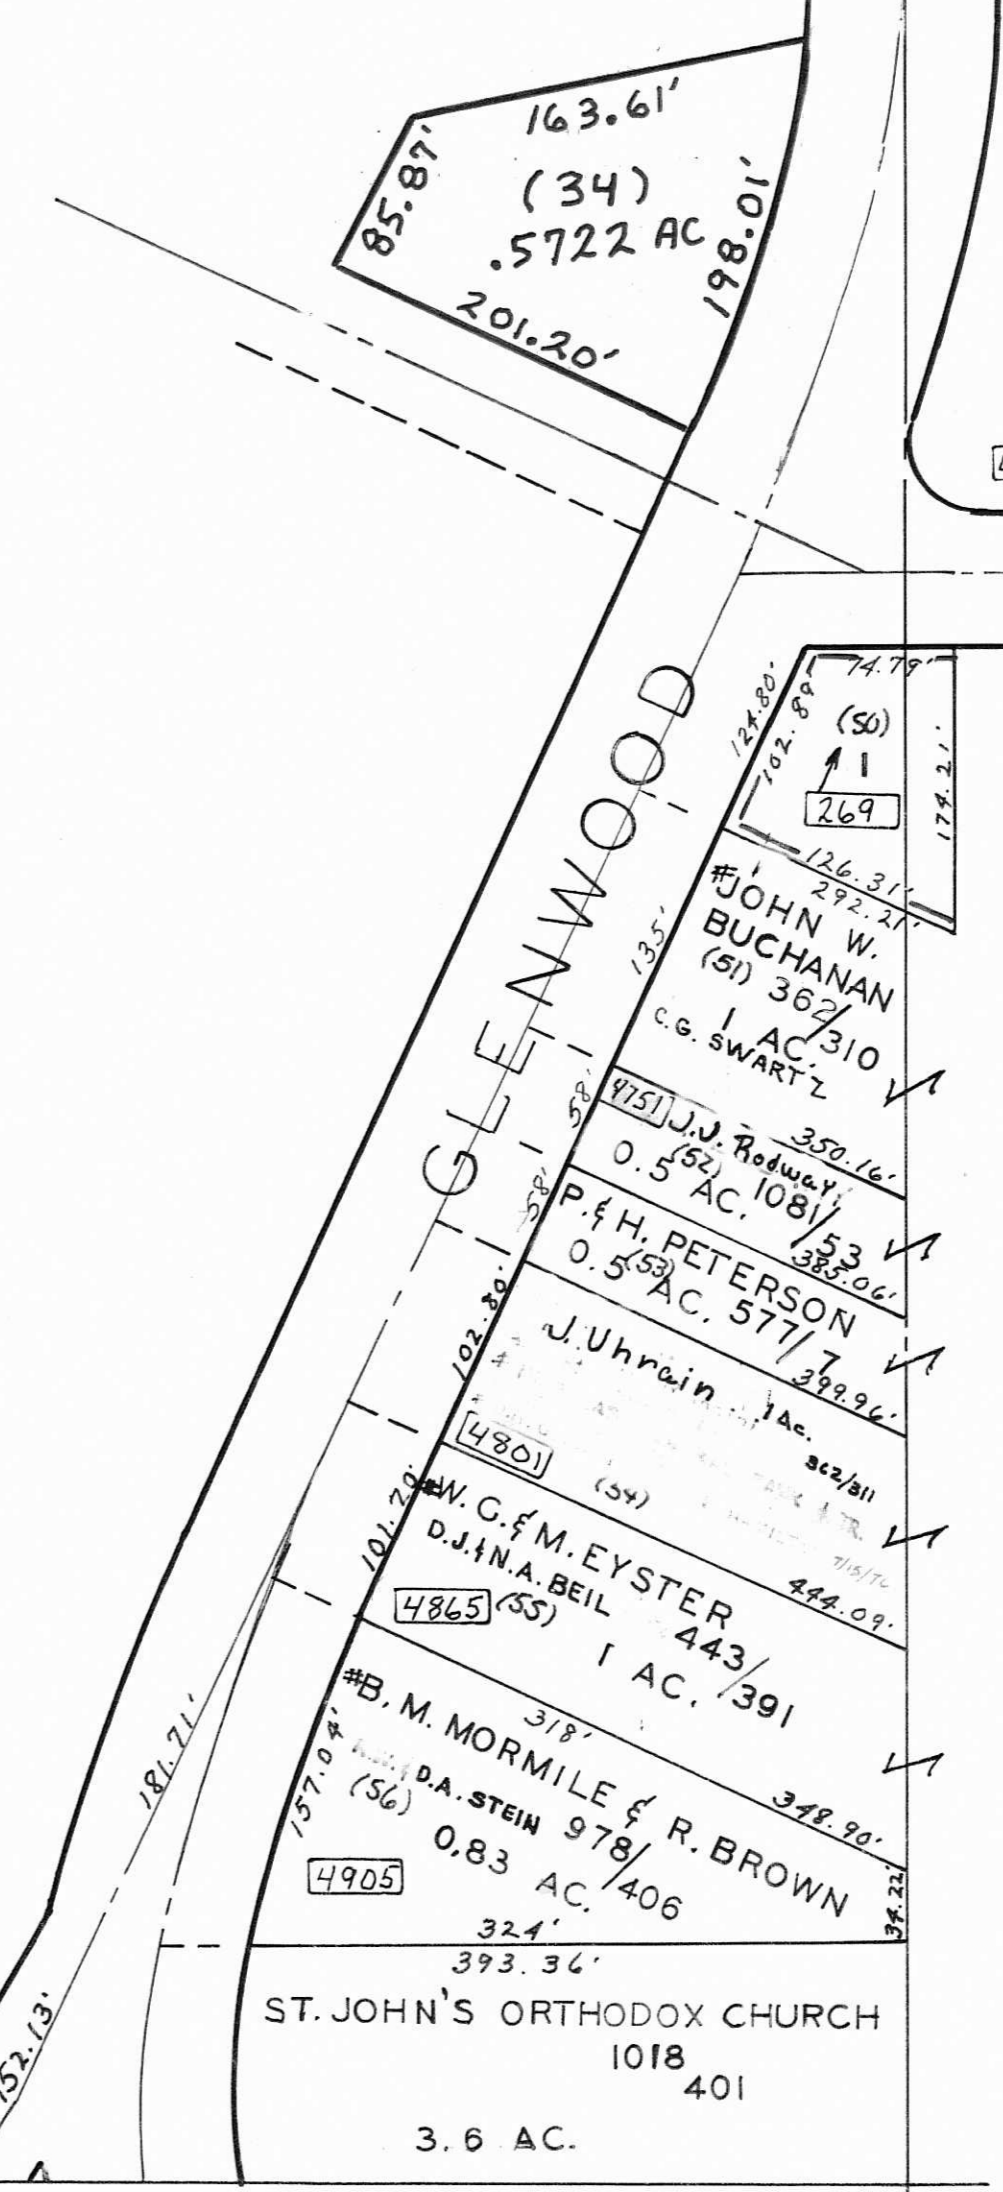 163.61'
85.87'
(34)
.5722 AC
198.01'
201.20'
GLENWOOD
74.79'
124.80'
102.89'
(50)
1
269
174.21'
126.31'
292.21'
#JOHN W.
BUCHANAN
(51) 362/310
1 AC.
C.G. SWARTZ
135'
350.16'
58'
4751
J.J. Rodway
(52) 1081/53
0.5 AC.
385.06'
58'
P. & H. PETERSON
(53)
0.5 AC. 577/7
399.96'
102.80'
J. Uhrain 1 Ac.
362/311
4801
(54)
7/15/76
444.09'
101.20'
#W. C. & M. EYSTER
D.J. & N.A. BEIL
443/391
4865
(55)
1 AC.
318'
348.90'
157.04'
181.71'
#B. M. MORMILE & R. BROWN
D.A. STEIN 978/406
(56)
0.83 AC.
4905
34.22'
324'
393.36'
ST. JOHN'S ORTHODOX CHURCH
1018
401
3.6 AC.
52.13'